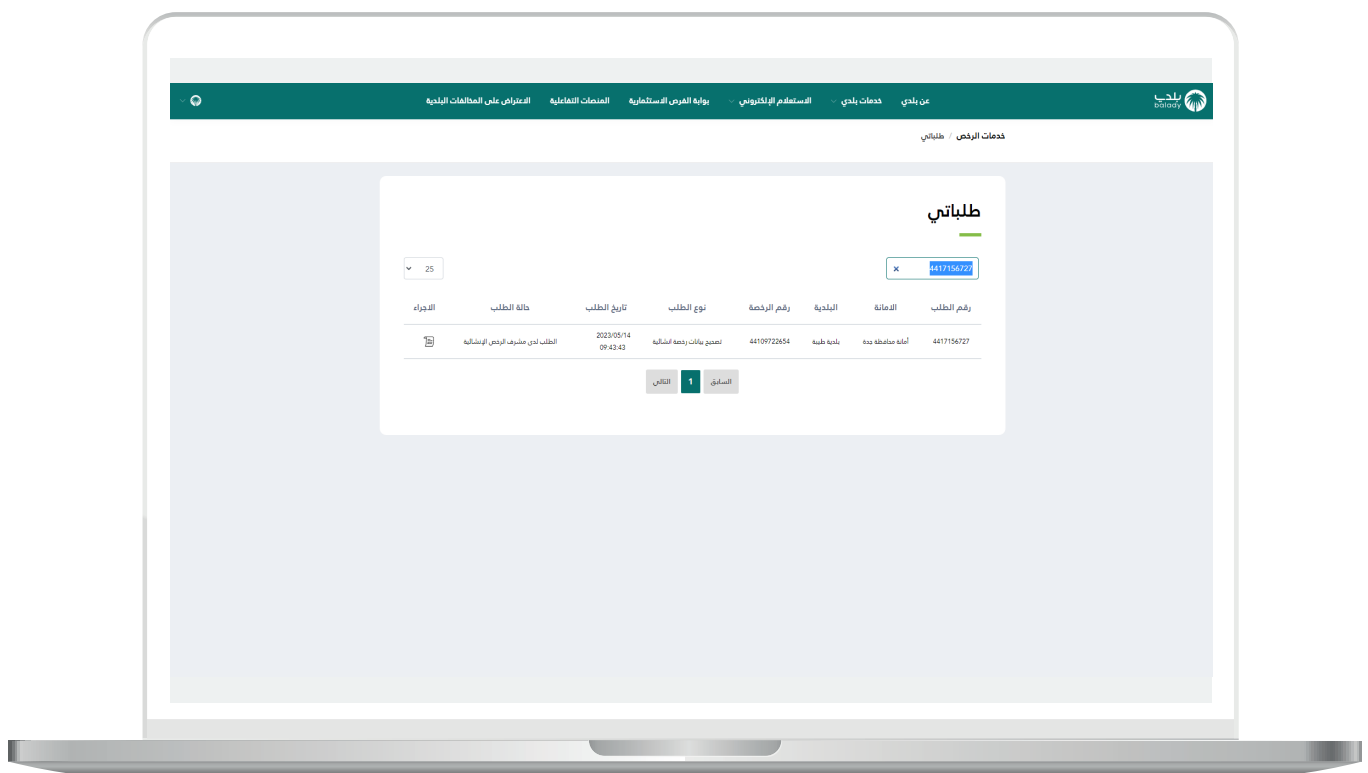 بلدي
balady
عن بلدي
خدمات بلدي
الاستعلام الإلكتروني
بوابة الفرص الاستثمارية
المنصات التفاعلية
الاعتراض على المخالفات البلدية
خدمات الرخص / طلباتي
طلباتي
4417156727 ×
25
رقم الطلب الامانة البلدية رقم الرخصة نوع الطلب تاريخ الطلب حالة الطلب الاجراء
4417156727 أمانة محافظة جدة بلدية طيبة 44109722654 تصحيح بيانات رخصة انشائية 2023/05/14 الطلب لدى مشرف الرخص الإنشائية
09:43:43
السابق 1 التالي